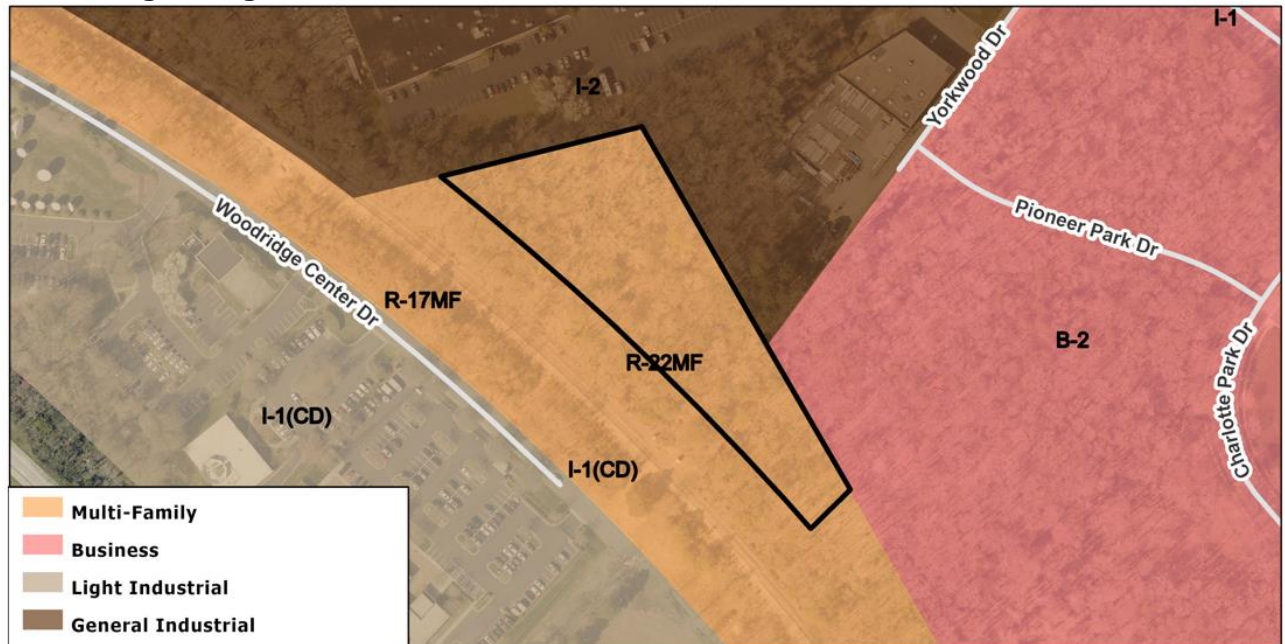 I-1
I-2
Yorkwood Dr
Pioneer Park Dr
Woodridge Center Dr
R-17MF
R-22MF
B-2
Charlotte Park Dr
I-1(CD)
I-1(CD)
Multi-Family
Business
Light Industrial
General Industrial